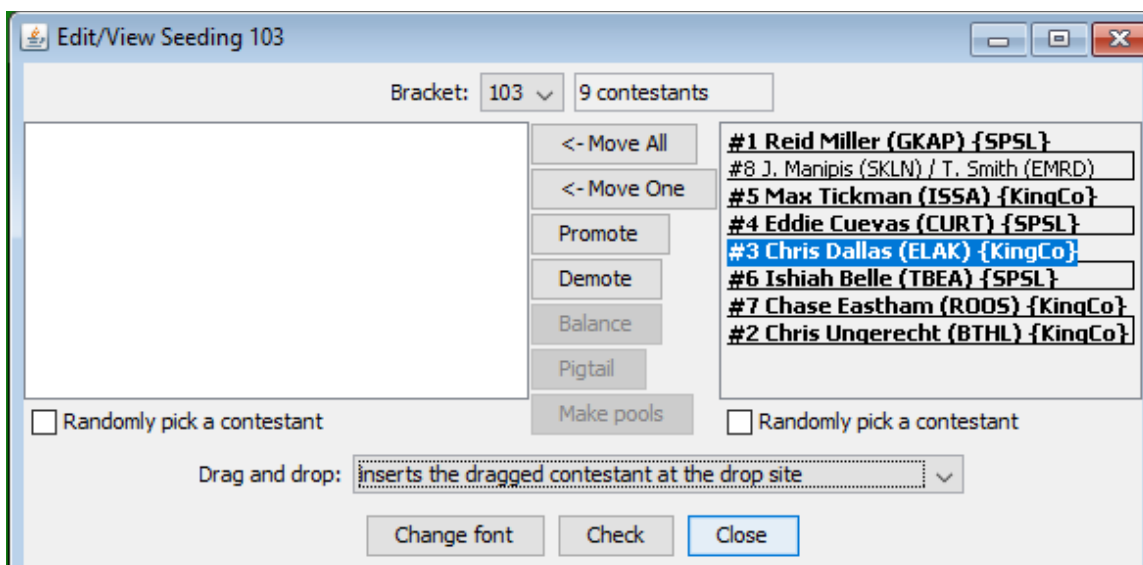 Edit/View Seeding 103
Bracket: 103 9 contestants
<- Move All
<- Move One
Promote
Demote
Balance
Pigtail
Make pools
#1 Reid Miller (GKAP) {SPSL}
#8 J. Manipis (SKLN) / T. Smith (EMRD)
#5 Max Tickman (ISSA) {KingCo}
#4 Eddie Cuevas (CURT) {SPSL}
#3 Chris Dallas (ELAK) {KingCo}
#6 Ishiah Belle (TBEA) {SPSL}
#7 Chase Eastham (ROOS) {KingCo}
#2 Chris Ungerecht (BTHL) {KingCo}
Randomly pick a contestant
Randomly pick a contestant
Drag and drop: inserts the dragged contestant at the drop site
Change font Check Close